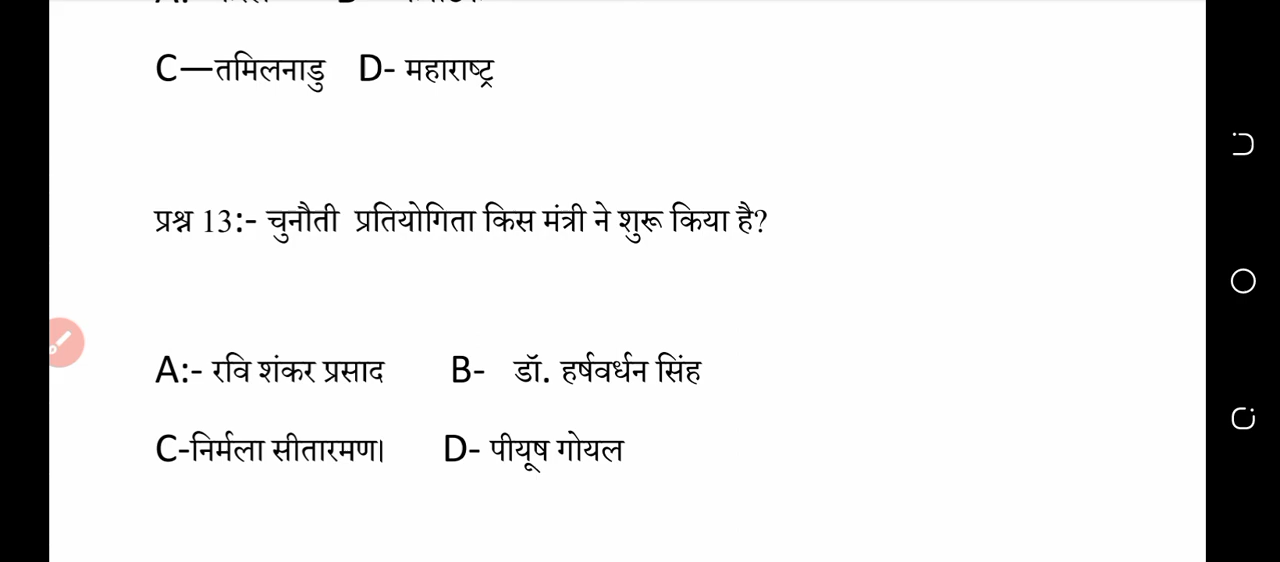 C—तमिलनाडु D- महाराष्ट्र
प्रश्न 13:- चुनौती प्रतियोगिता किस मंत्री ने शुरू किया है?
A:- रवि शंकर प्रसाद B- डॉ. हर्षवर्धन सिंह
C-निर्मला सीतारमण। D- पीयूष गोयल